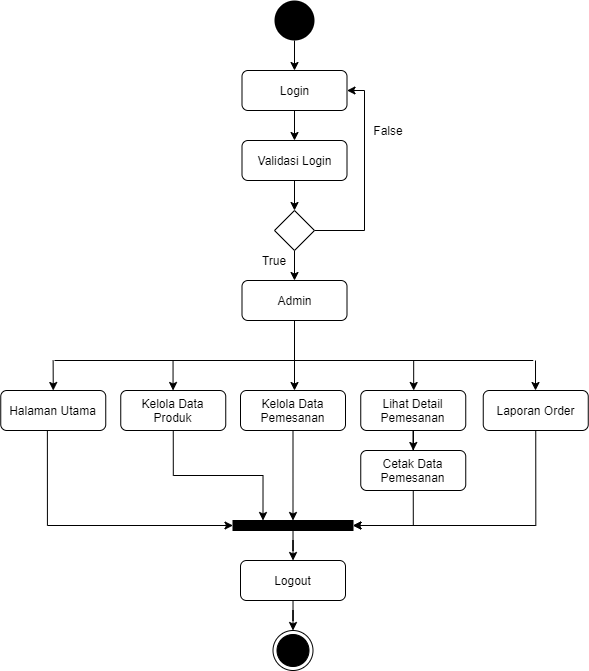 Login
False
Validasi Login
True
Admin
Halaman Utama
Kelola Data
Produk
Kelola Data
Pemesanan
Lihat Detail
Pemesanan
Laporan Order
Cetak Data
Pemesanan
Logout